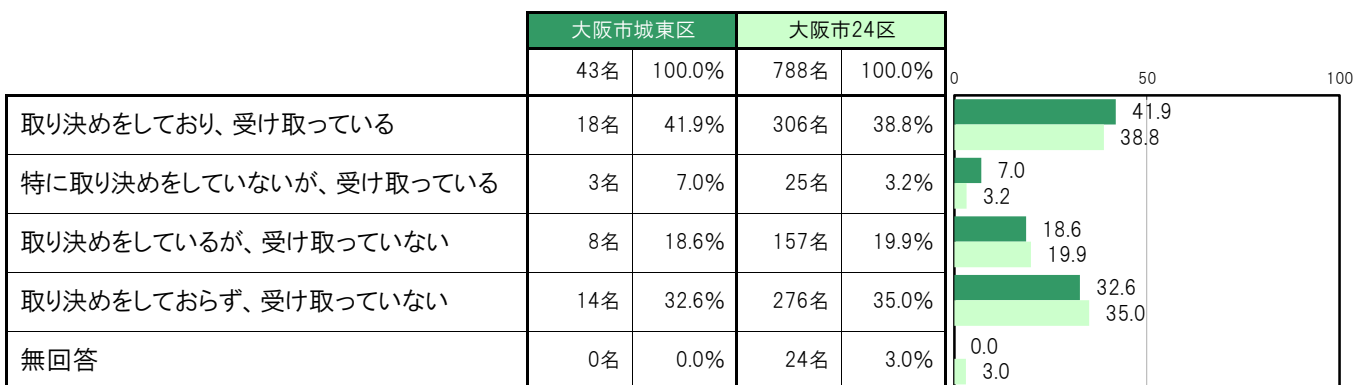 大阪市城東区 大阪市24区
43名 100.0% 788名 100.0% 0 50 100
取り決めをしており、受け取っている 18名 41.9% 306名 38.8% 41.9
38.8
特に取り決めをしていないが、受け取っている 3名 7.0% 25名 3.2% 7.0
3.2
取り決めをしているが、受け取っていない 8名 18.6% 157名 19.9% 18.6
19.9
取り決めをしておらず、受け取っていない 14名 32.6% 276名 35.0% 32.6
35.0
無回答 0名 0.0% 24名 3.0% 0.0
3.0